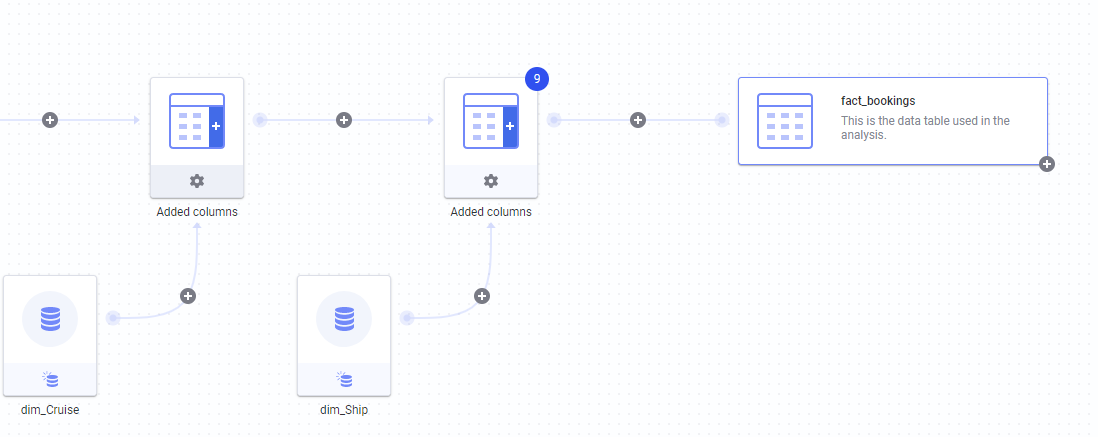 9
fact_bookings
This is the data table used in the
analysis.
Added columns
Added columns
dim_Cruise
dim_Ship